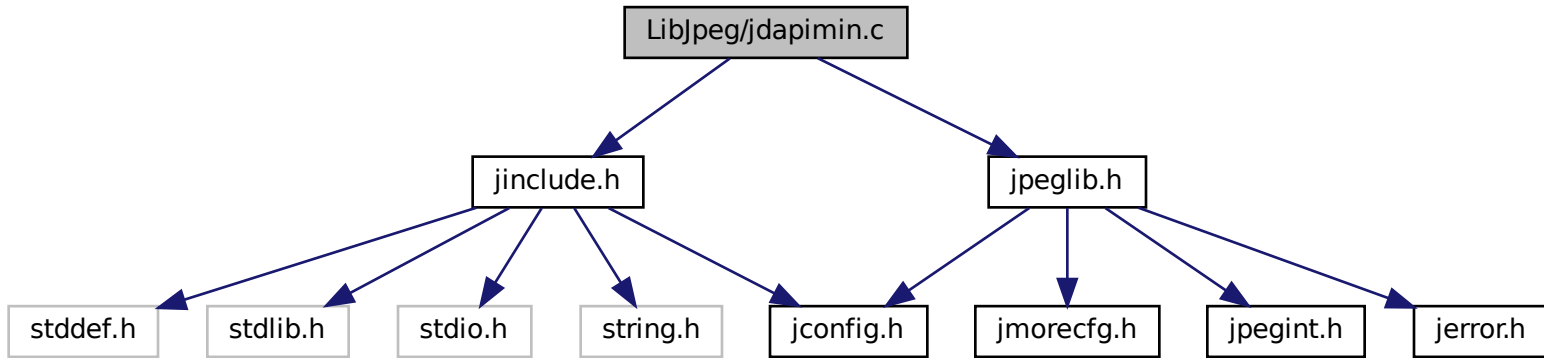 LibJpeg/jdapimin.c
jinclude.h
jpeglib.h
stddef.h
stdlib.h
stdio.h
string.h
jconfig.h
jmorecfg.h
jpegint.h
jerror.h